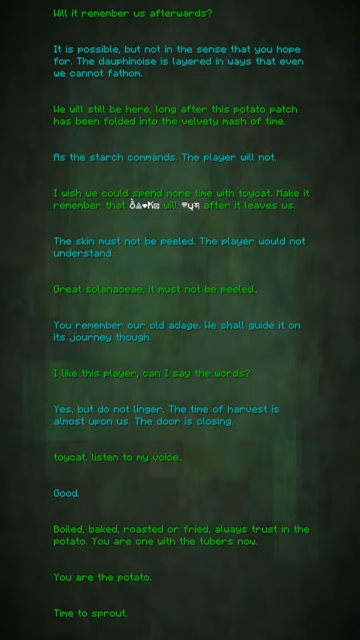 Will it remember us afterwards?
It is possible, but not in the sense that you hope
for. The dauphinoise is layered in ways that even
we cannot fathom.
We will still be here, long after this potato patch
has been folded into the velvety mash of time.
As the starch commands. The player will not.
I wish we could spend more time with toycat. Make it
remember that will after it leaves us.
The skin must not be peeled. The player would not
understand.
Great solanaceae, it must not be peeled..
You remember our old adage. We shall guide it on
its journey though.
I like this player, can I say the words?
Yes, but do not linger. The time of harvest is
almost upon us. The door is closing.
toycat, listen to my voice..
Good.
Boiled, baked, roasted or fried, always trust in the
potato. You are one with the tubers now.
You are the potato.
Time to sprout.